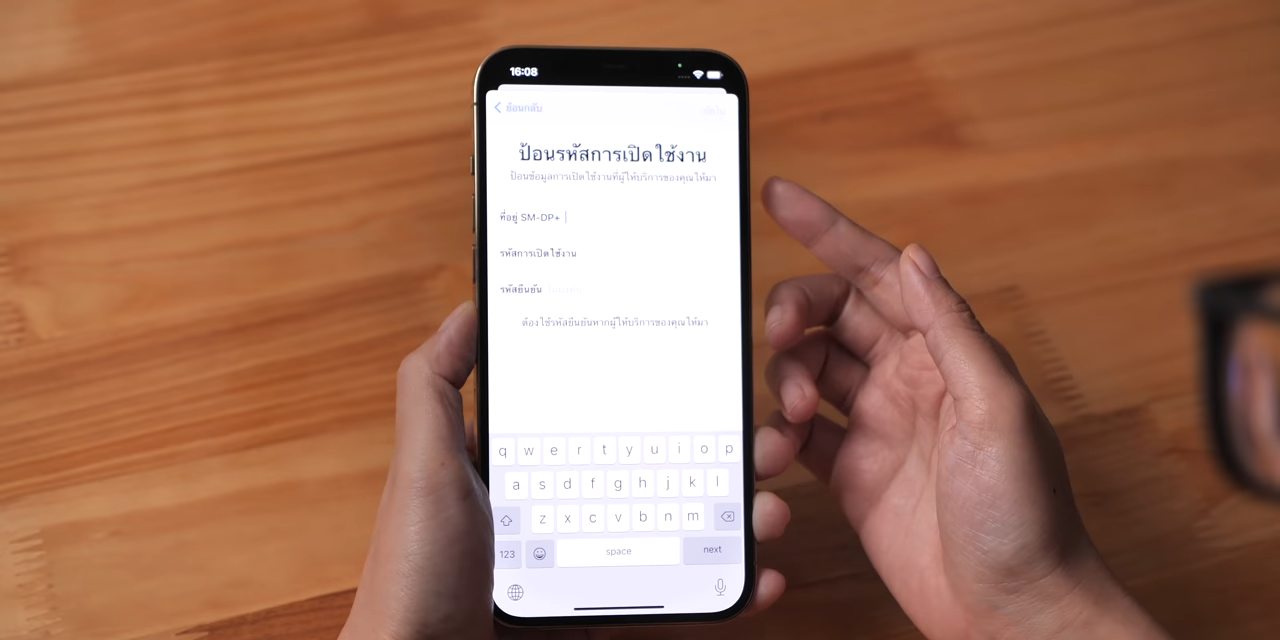 16:08
ย้อนกลับ
ป้อนรหัสการเปิดใช้งาน
ป้อนข้อมูลการเปิดใช้งานที่ผู้ให้บริการของคุณให้มา
ที่อยู่ SM-DP+
รหัสการเปิดใช้งาน
รหัสยืนยัน
ต้องใช้รหัสยืนยันหากผู้ให้บริการของคุณให้มา
q w e r t y u i o p
a s d f g h j k l
z x c v b n m
123 space next